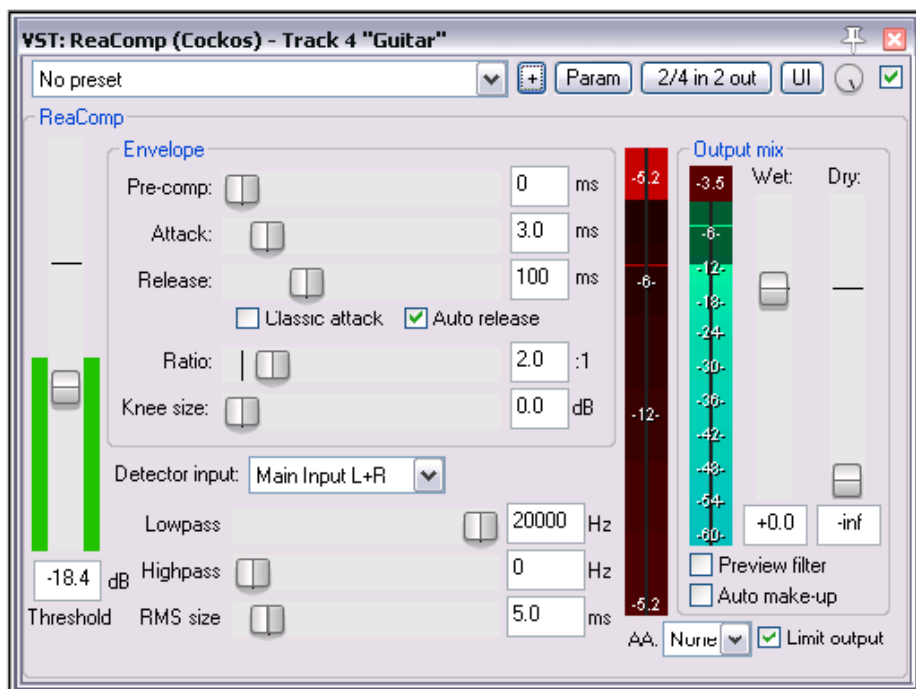 VST: ReaComp (Cockos) - Track 4 "Guitar"
No preset
+
Param
2/4 in 2 out
UI
ReaComp
Envelope
Pre-comp: 0 ms
Attack: 3.0 ms
Release: 100 ms
Classic attack Auto release
Ratio: 2.0 :1
Knee size: 0.0 dB
Detector input: Main Input L+R
Lowpass 20000 Hz
Highpass 0 Hz
RMS size 5.0 ms
-18.4 dB
Threshold
-5.2
-6-
-12-
-5.2
Output mix
Wet: Dry:
-3.5
-6-
-12-
-18-
-24-
-30-
-36-
-42-
-48-
-54-
-60-
+0.0 -inf
Preview filter
Auto make-up
AA. None Limit output